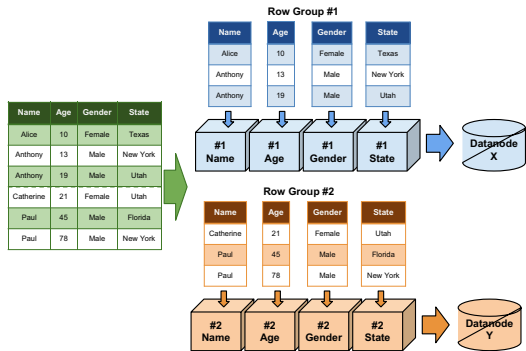 Row Group #1
Name Age Gender State
Alice 10 Female Texas
Anthony 13 Male New York
Anthony 19 Male Utah
#1 Name #1 Age #1 Gender #1 State
Datanode X
Name Age Gender State
Alice 10 Female Texas
Anthony 13 Male New York
Anthony 19 Male Utah
Catherine 21 Female Utah
Paul 45 Male Florida
Paul 78 Male New York
Row Group #2
Name Age Gender State
Catherine 21 Female Utah
Paul 45 Male Florida
Paul 78 Male New York
#2 Name #2 Age #2 Gender #2 State
Datanode Y